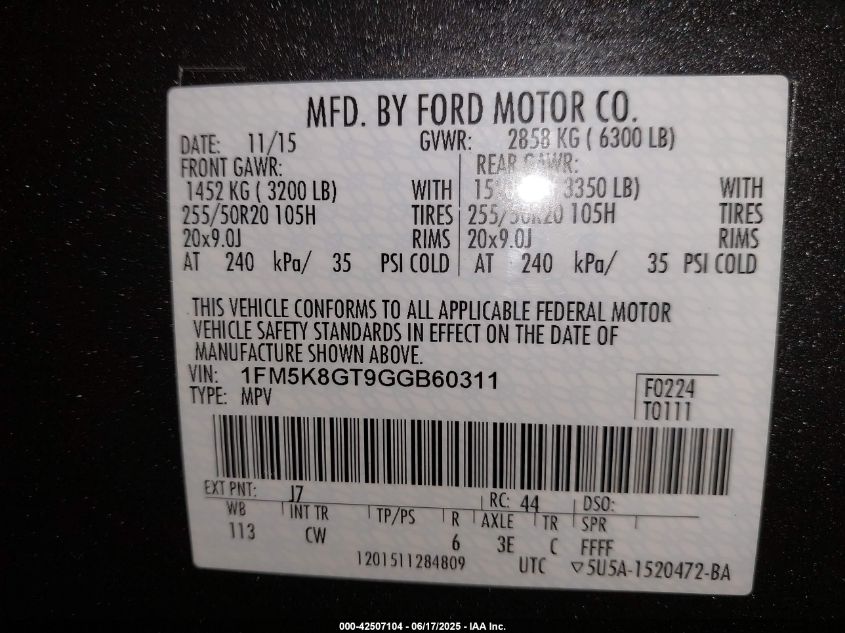 MFD. BY FORD MOTOR CO.
DATE: 11/15 GVWR: 2858 KG ( 6300 LB)
FRONT GAWR: REAR GAWR:
1452 KG ( 3200 LB) WITH 3350 LB) WITH
255/50R20 105H TIRES 255/50R20 105H TIRES
20x9.0J RIMS 20x9.0J RIMS
AT 240 kPa/ 35 PSI COLD AT 240 kPa/ 35 PSI COLD
THIS VEHICLE CONFORMS TO ALL APPLICABLE FEDERAL MOTOR
VEHICLE SAFETY STANDARDS IN EFFECT ON THE DATE OF
MANUFACTURE SHOWN ABOVE.
VIN: 1FM5K8GT9GGB60311
TYPE: MPV
F0224
T0111
EXT PNT: J7 RC: 44 DSO:
WB INT TR TP/PS R AXLE TR SPR
113 CW 6 3E C FFFF
1201511284809 UTC ▽5U5A-1520472-BA
000-42507104 - 06/17/2025 - IAA Inc.